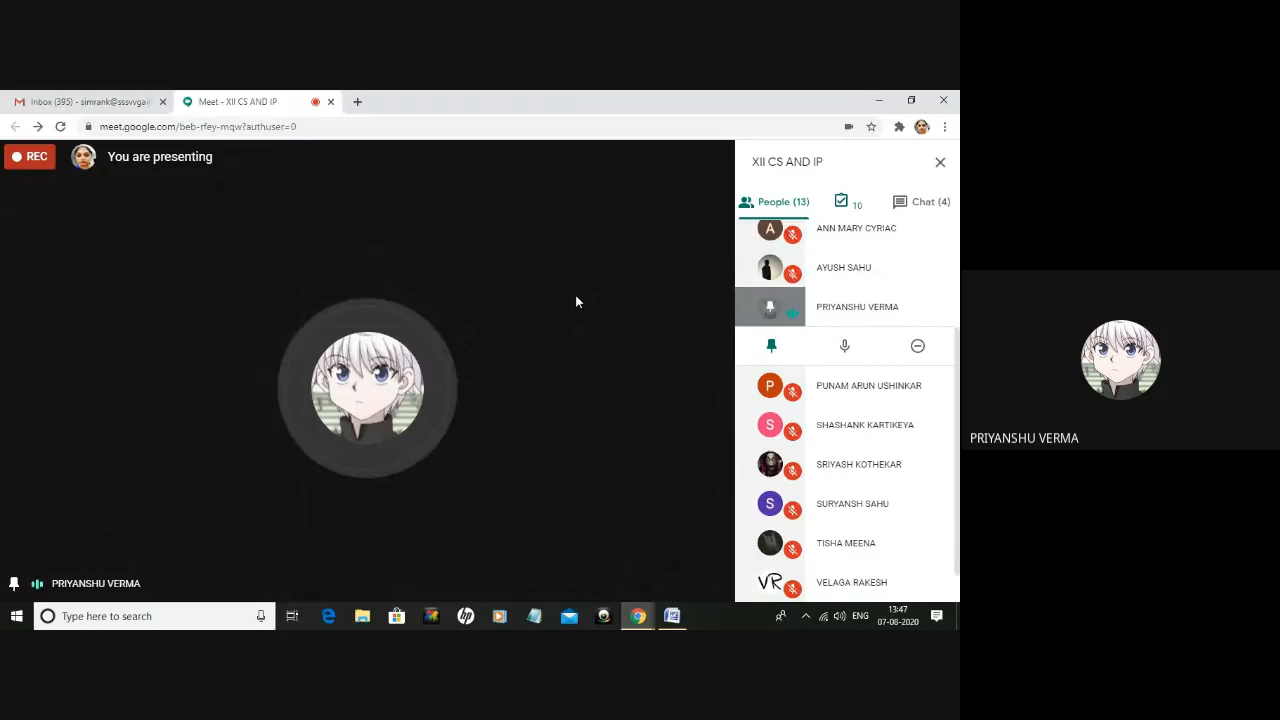 Inbox (395) - simrank@sssvvgai
Meet - XII CS AND IP
meet.google.com/beb-rfey-mqw?authuser=0
REC
You are presenting
XII CS AND IP
People (13)
10
Chat (4)
A
ANN MARY CYRIAC
AYUSH SAHU
PRIYANSHU VERMA
P
PUNAM ARUN USHINKAR
S
SHASHANK KARTIKEYA
SRIYASH KOTHEKAR
S
SURYANSH SAHU
TISHA MEENA
VR
VELAGA RAKESH
PRIYANSHU VERMA
PRIYANSHU VERMA
Type here to search
hp
ENG
13:47
07-08-2020